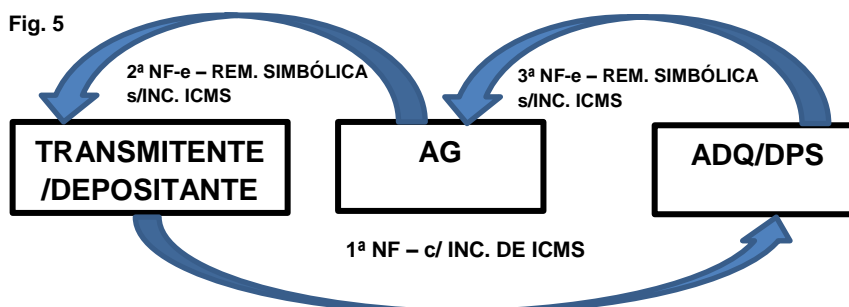 Fig. 5
2ª NF-e – REM. SIMBÓLICA
s/INC. ICMS
3ª NF-e – REM. SIMBÓLICA
s/INC. ICMS
TRANSMITENTE
/DEPOSITANTE
AG
ADQ/DPS
1ª NF – c/ INC. DE ICMS